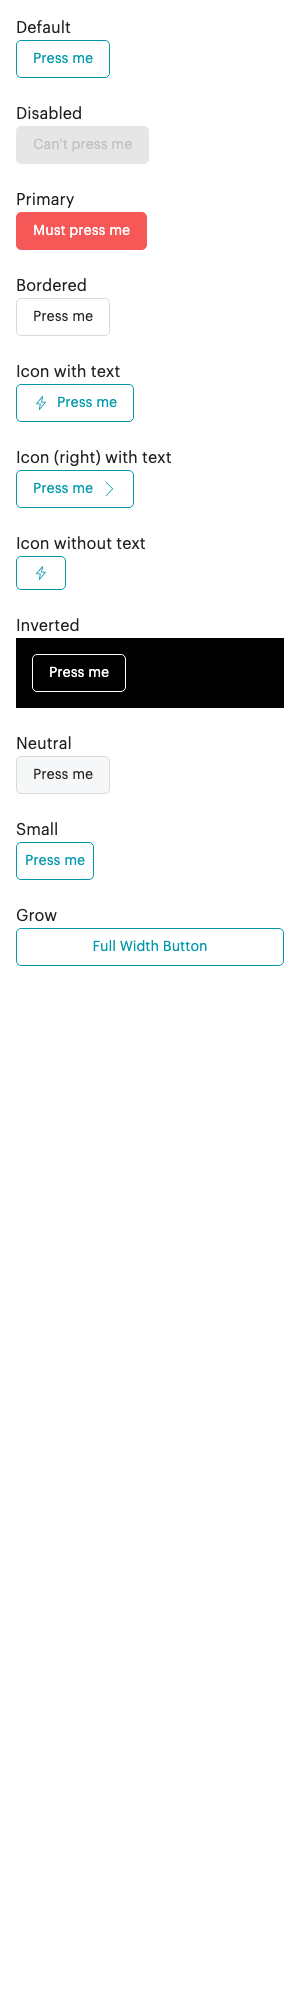 Default
Press me
Disabled
Can't press me
Primary
Must press me
Bordered
Press me
Icon with text
Press me
Icon (right) with text
Press me
Icon without text
Inverted
Press me
Neutral
Press me
Small
Press me
Grow
Full Width Button